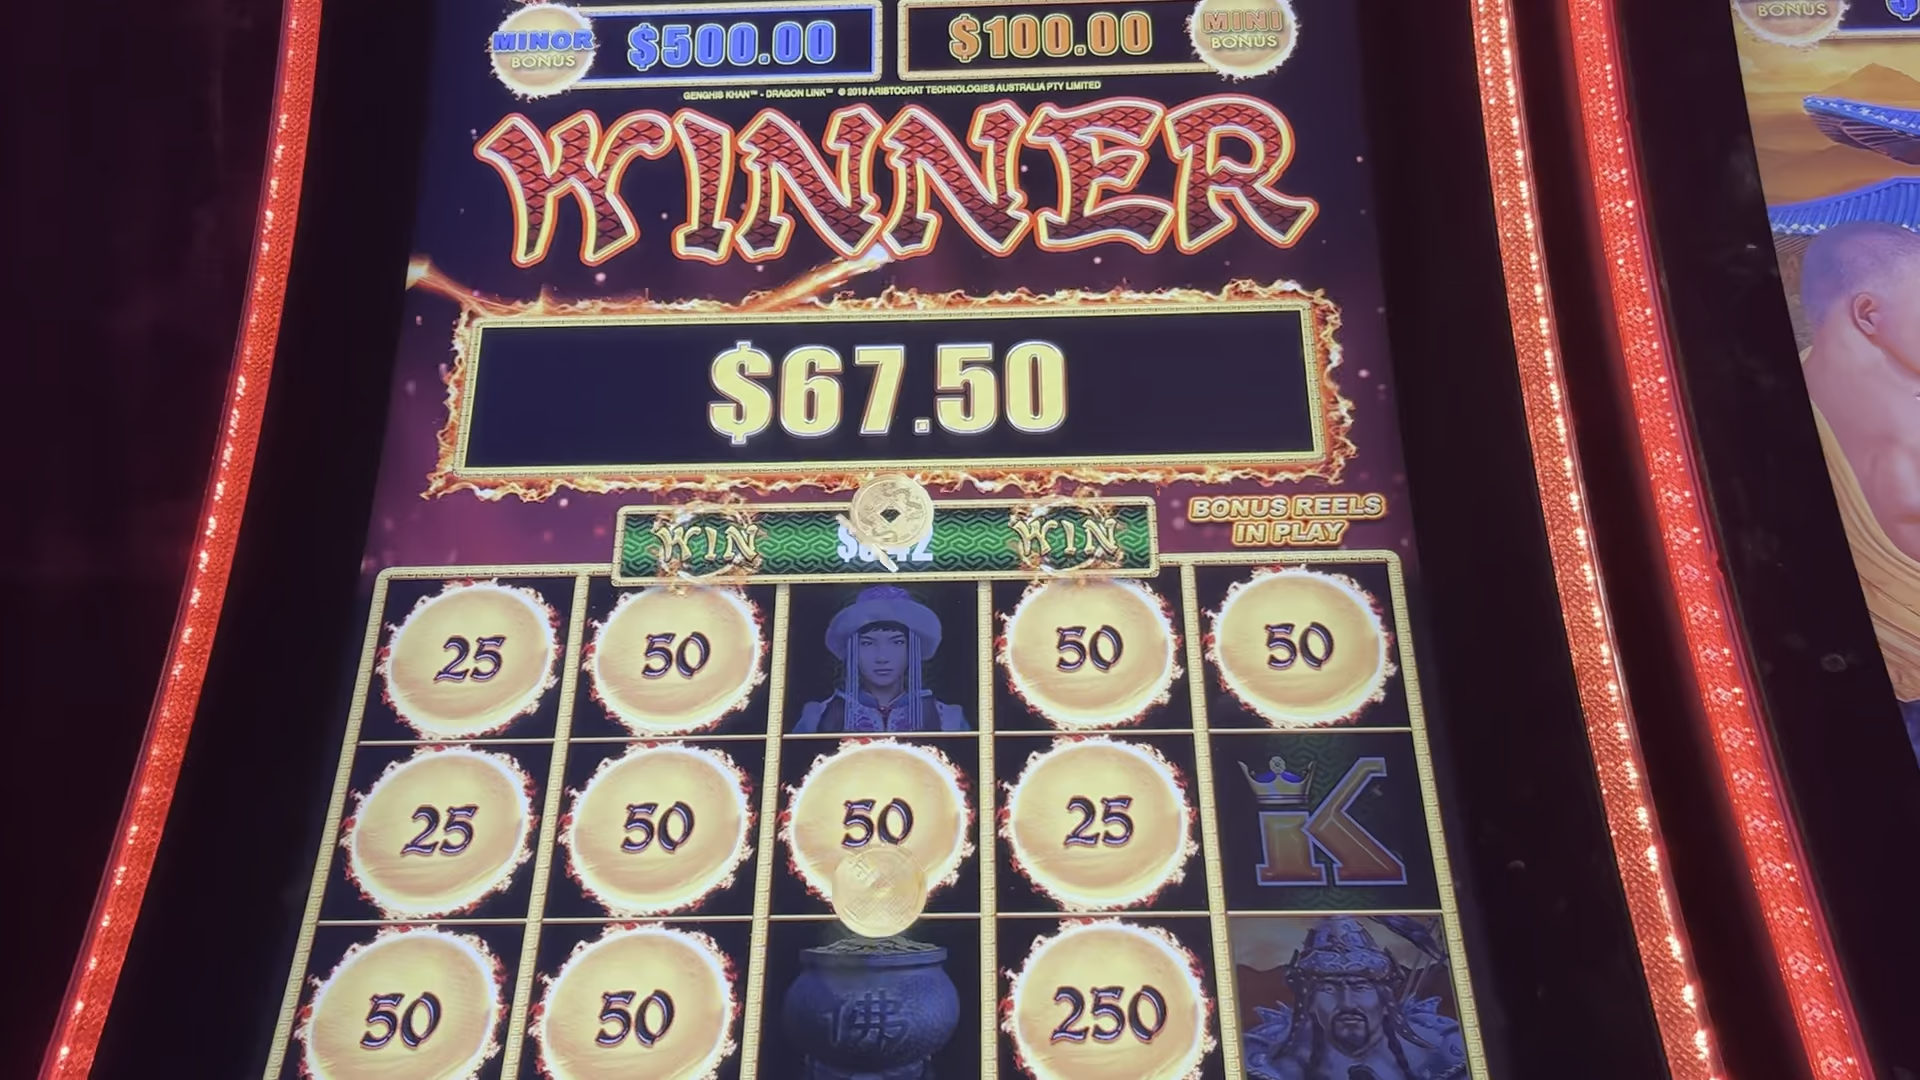 MINOR
BONUS
$500.00
$100.00
MINI
BONUS
BONUS
GENGHIS KHAN™ - DRAGON LINK™ © 2018 ARISTOCRAT TECHNOLOGIES AUSTRALIA PTY LIMITED
WINNER
$67.50
WIN
WIN
BONUS REELS
IN PLAY
25
50
50
50
25
50
50
25
K
50
50
佛
250